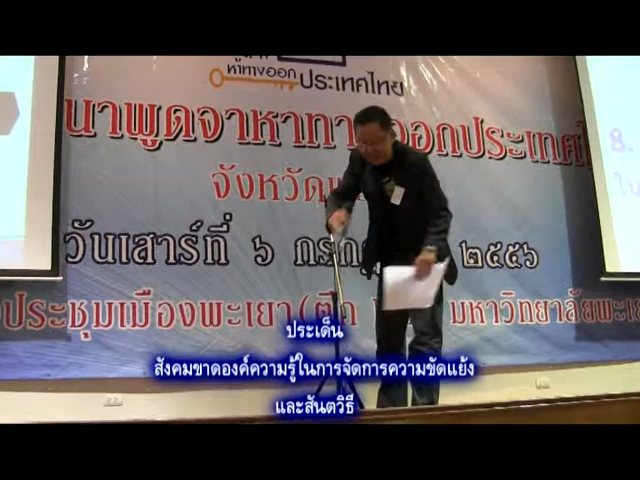 หาทางออก ประเทศไทย
นาพูดจาหาทา ออกประเทศ
8.
จังหวัด
ใน
วันเสาร์ที่ ๖ กรก ๒๕๕๖
ประชุมเมืองพะเยา(ตึก มหาวิทยาลัยพะเย
ประเด็น
สังคมขาดองค์ความรู้ในการจัดการความขัดแย้ง
และสันตวิธี